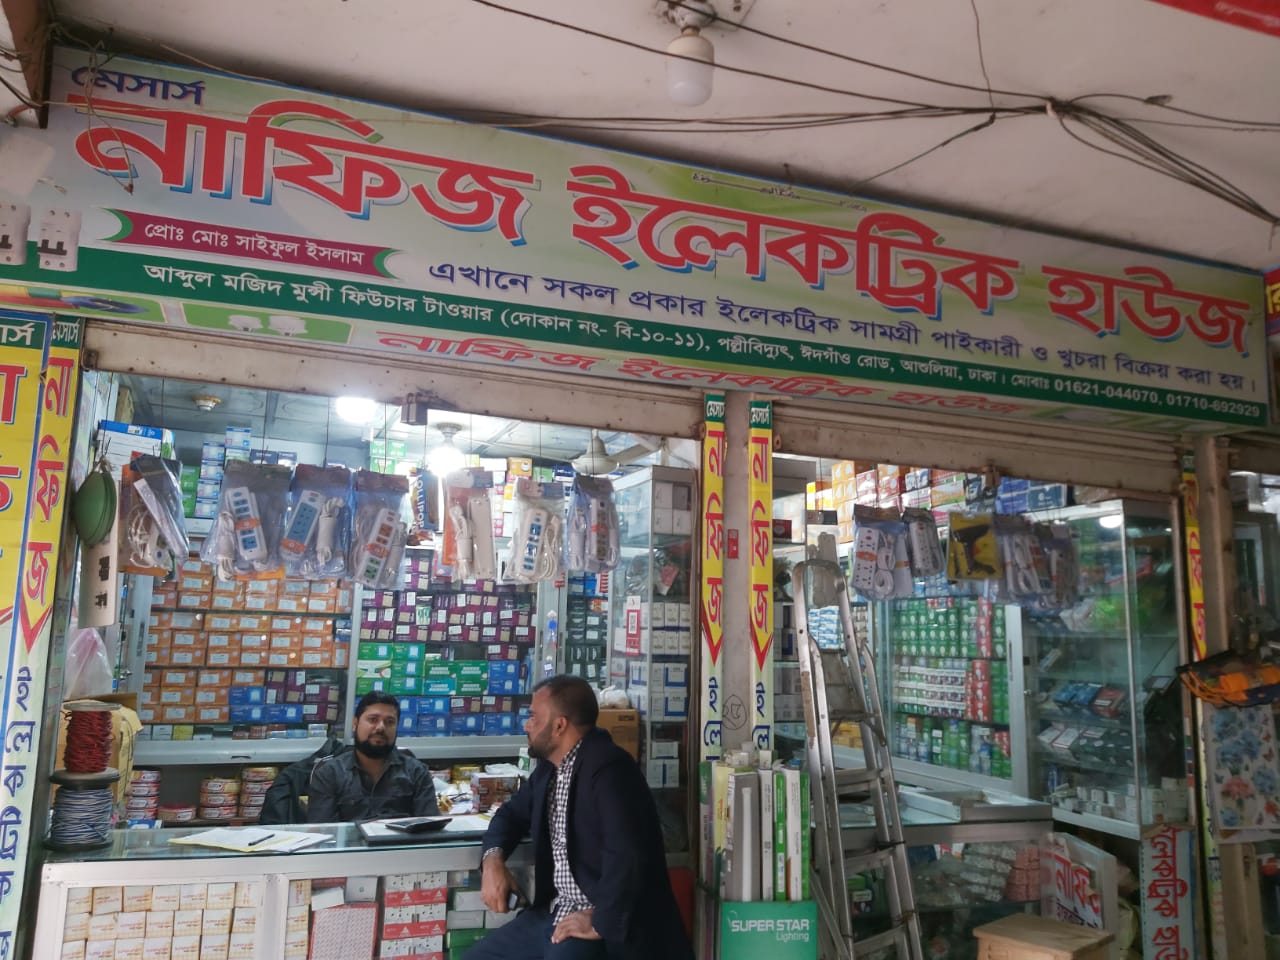 মেসার্স
নাফিজ ইলেকট্রিক হাউজ
প্রোঃ মোঃ সাইফুল ইসলাম
এখানে সকল প্রকার ইলেকট্রিক সামগ্রী পাইকারী ও খুচরা বিক্রয় করা হয়।
আব্দুল মজিদ মুন্সী ফিউচার টাওয়ার (দোকান নং- বি-১০-১১), পল্লীবিদ্যুৎ, ঈদগাঁও রোড, আশুলিয়া, ঢাকা। মোবাঃ 01621-044070, 01710-692929
নাফিজ ইলেকট্রিক হাউজ
মেসার্স
নাফিজ
মেসার্স
নাফিজ
মেসার্স
নাফিজ
SUPER STAR
Lighting